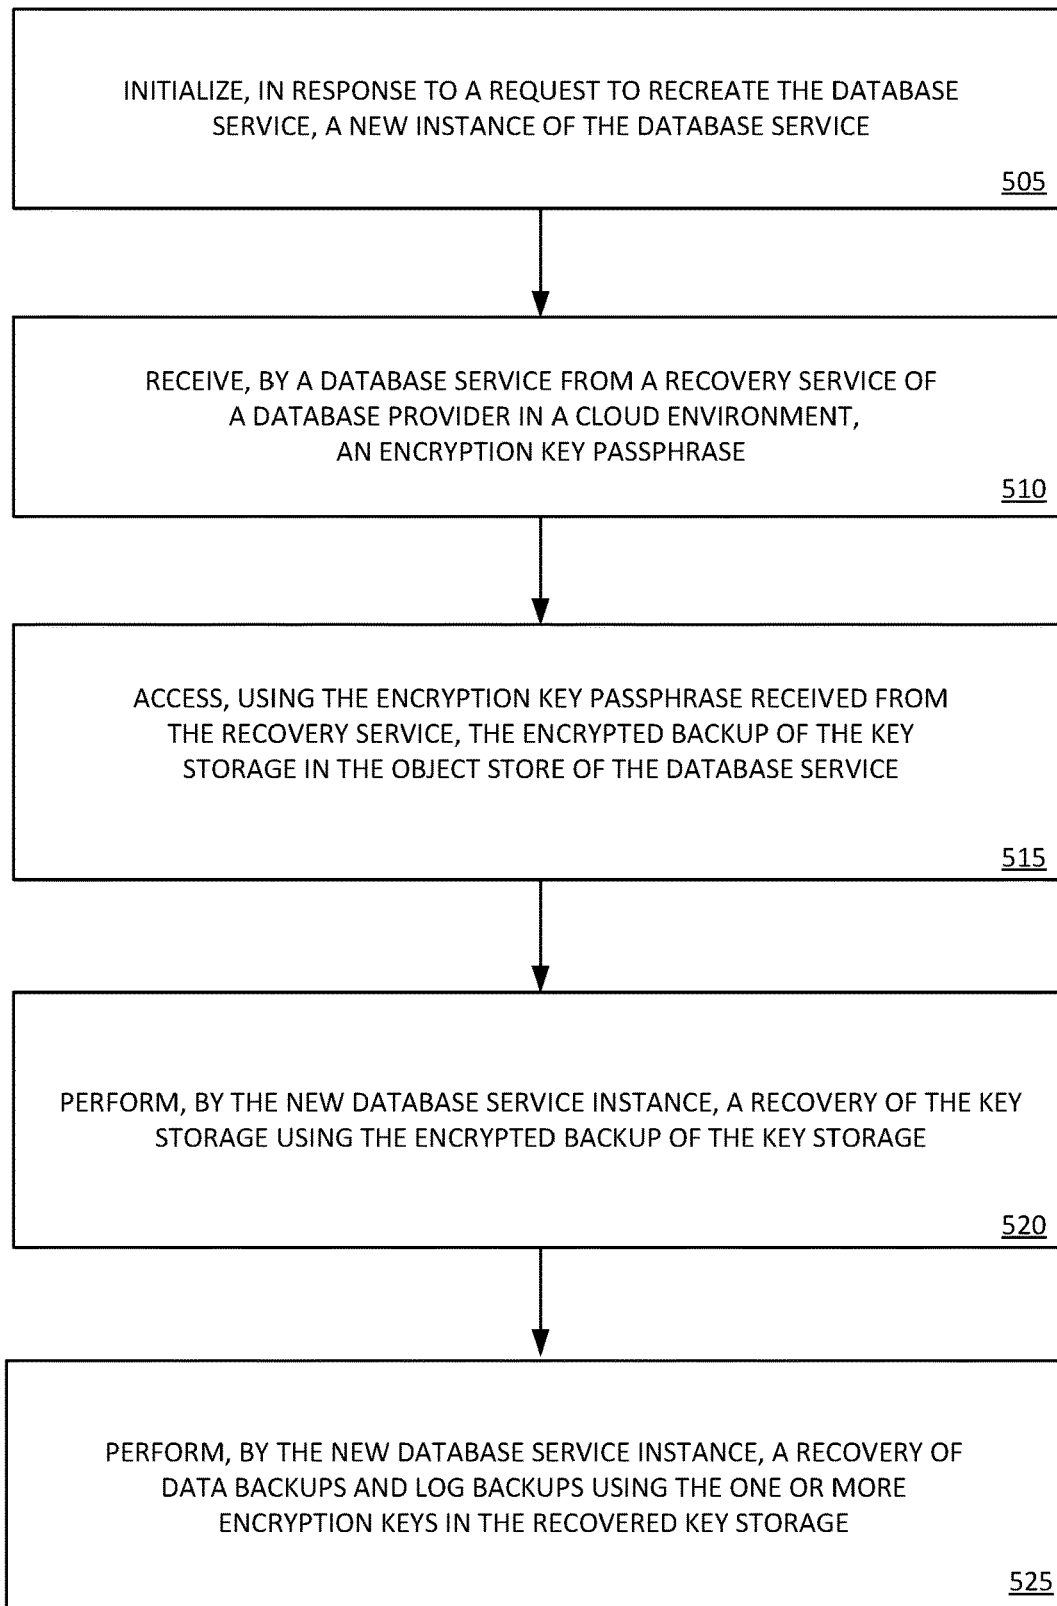 INITIALIZE, IN RESPONSE TO A REQUEST TO RECREATE THE DATABASE
SERVICE, A NEW INSTANCE OF THE DATABASE SERVICE
505
RECEIVE, BY A DATABASE SERVICE FROM A RECOVERY SERVICE OF
A DATABASE PROVIDER IN A CLOUD ENVIRONMENT,
AN ENCRYPTION KEY PASSPHRASE
510
ACCESS, USING THE ENCRYPTION KEY PASSPHRASE RECEIVED FROM
THE RECOVERY SERVICE, THE ENCRYPTED BACKUP OF THE KEY
STORAGE IN THE OBJECT STORE OF THE DATABASE SERVICE
515
PERFORM, BY THE NEW DATABASE SERVICE INSTANCE, A RECOVERY OF THE KEY
STORAGE USING THE ENCRYPTED BACKUP OF THE KEY STORAGE
520
PERFORM, BY THE NEW DATABASE SERVICE INSTANCE, A RECOVERY OF
DATA BACKUPS AND LOG BACKUPS USING THE ONE OR MORE
ENCRYPTION KEYS IN THE RECOVERED KEY STORAGE
525